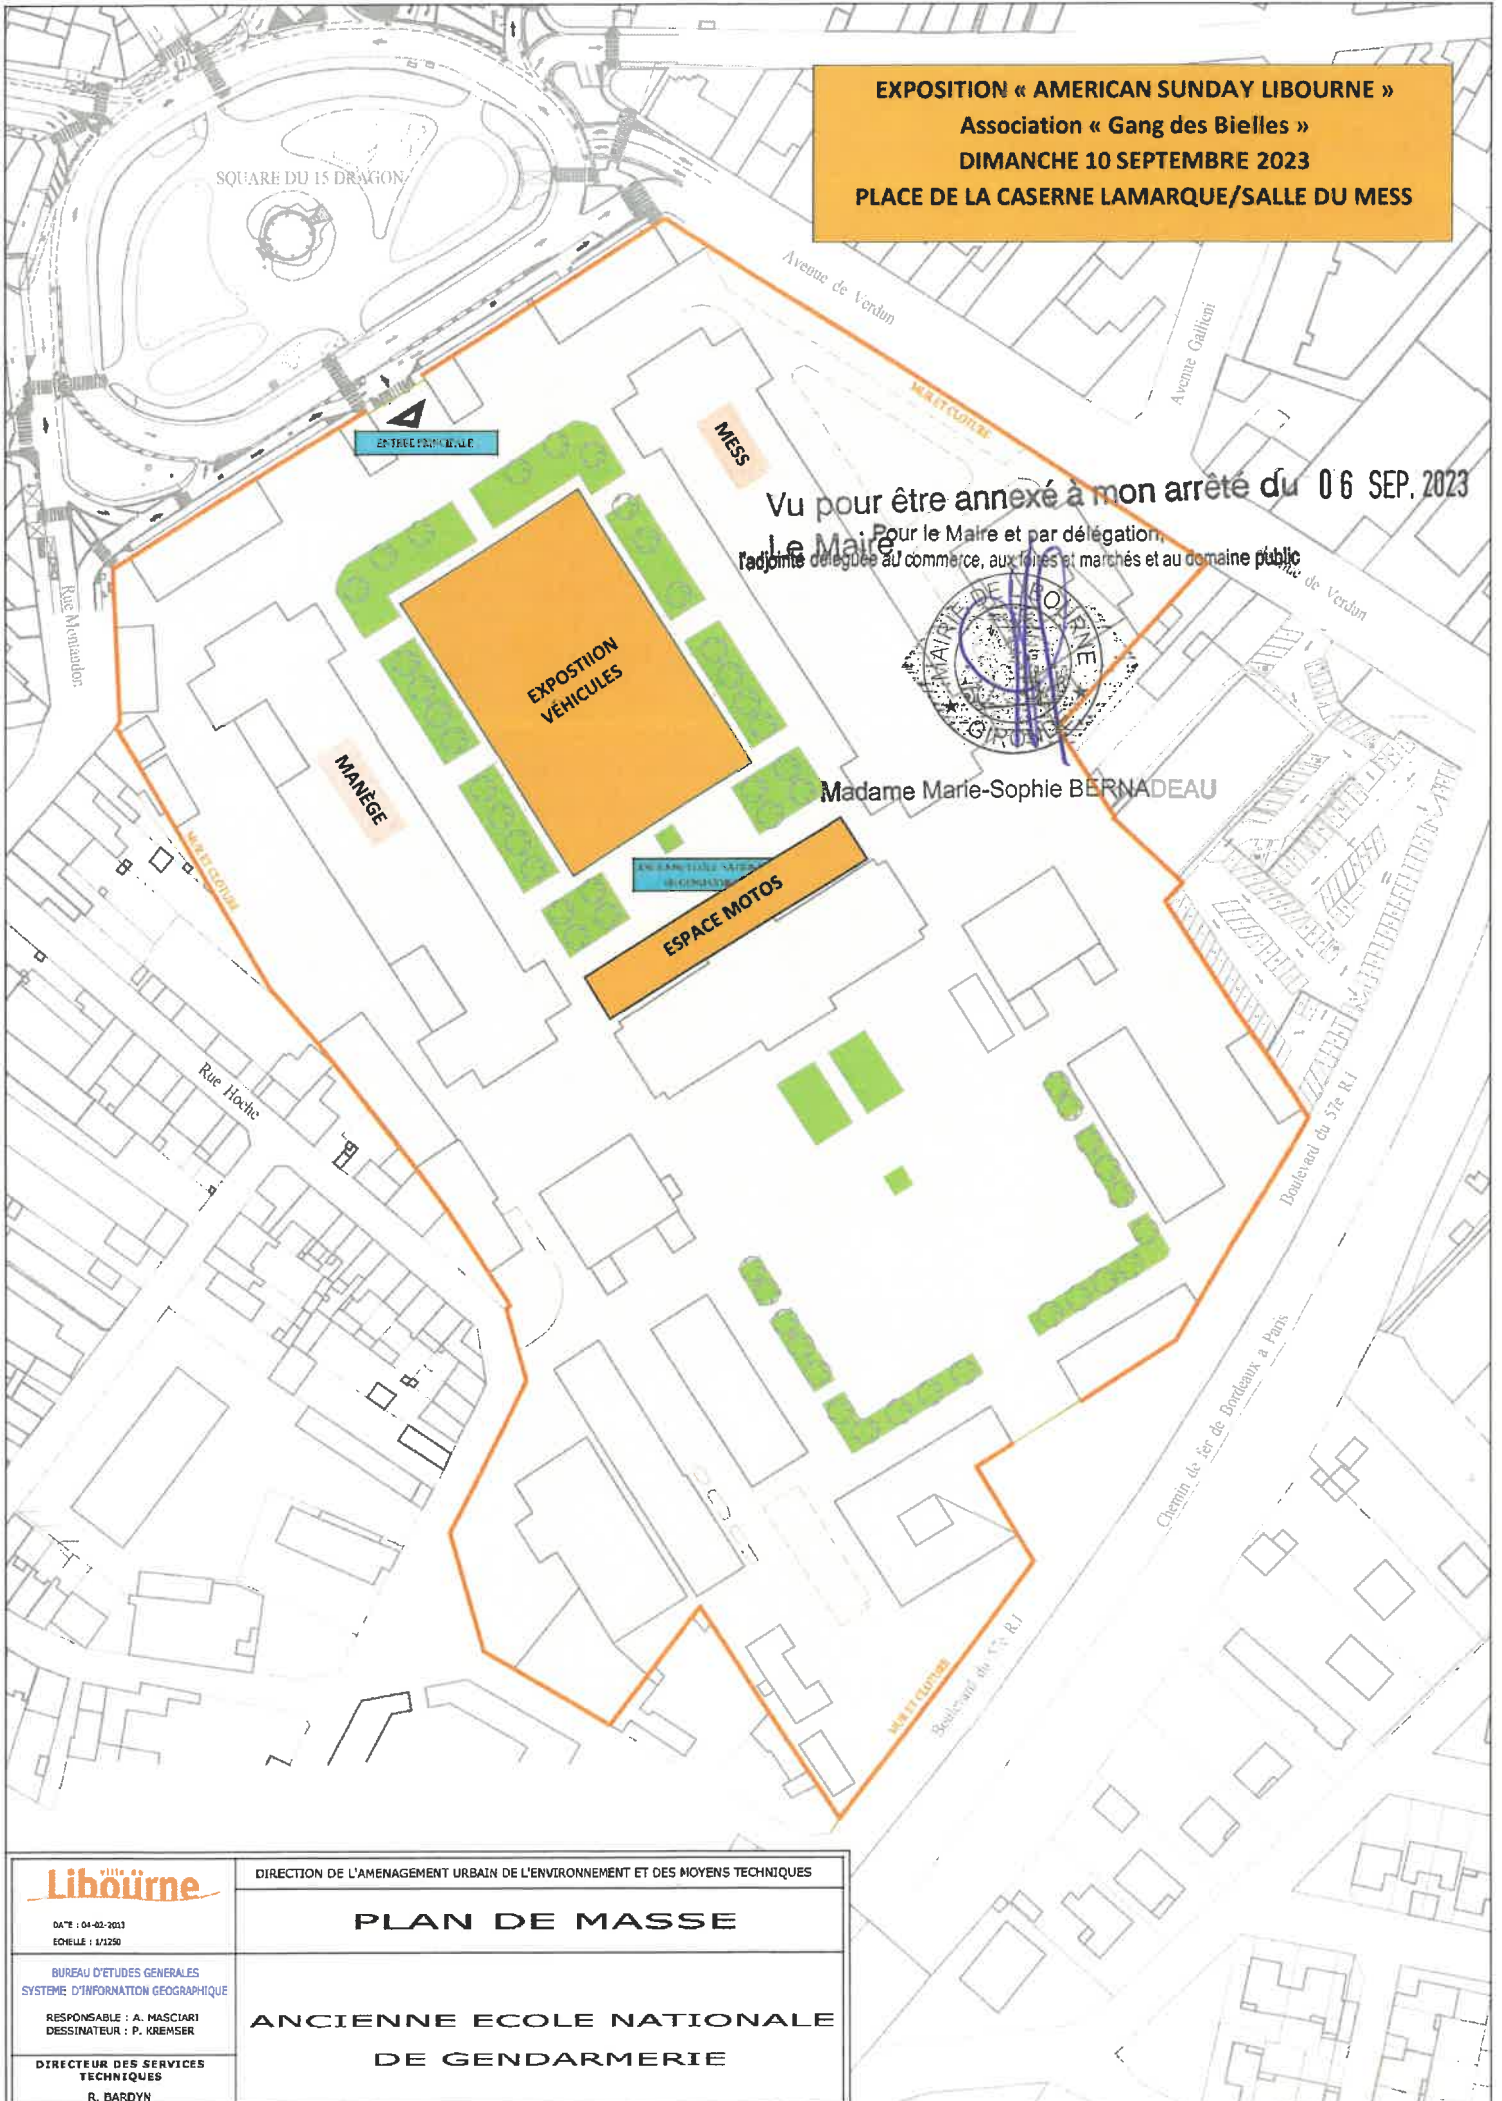 EXPOSITION « AMERICAN SUNDAY LIBOURNE »
Association « Gang des Bielles »
DIMANCHE 10 SEPTEMBRE 2023
PLACE DE LA CASERNE LAMARQUE/SALLE DU MESS
SQUARE DU 15 DRAGON
Avenue de Verdun
Avenue Gallieni
MUR ET CLOTURE
ENTREE PRINCIPALE
MESS
Vu pour être annexé à mon arrêté du 06 SEP. 2023
Le Maire,
Pour le Maire et par délégation,
l'adjointe déléguée au commerce, aux foires et marchés et au domaine public
de Verdun
MAIRIE DE LIBOURNE
★ GIRONDE ★
Madame Marie-Sophie BERNADEAU
Rue Montaudon
EXPOSTIION
VÉHICULES
MANÈGE
MUR ET CLOTURE
ESPACE MOTOS
Rue Hoche
Boulevard du 57e R.I
Chemin de fer de Bordeaux a Paris
Boulevard du 57e R.I
MUR ET CLOTURE
ville de
Libourne
DATE : 04-02-2013
ECHELLE : 1/1250
BUREAU D'ETUDES GENERALES
SYSTEME D'INFORMATION GEOGRAPHIQUE
RESPONSABLE : A. MASCIARI
DESSINATEUR : P. KREMSER
DIRECTEUR DES SERVICES
TECHNIQUES
R. BARDYN
DIRECTION DE L'AMENAGEMENT URBAIN DE L'ENVIRONNEMENT ET DES MOYENS TECHNIQUES
PLAN DE MASSE
ANCIENNE ECOLE NATIONALE
DE GENDARMERIE